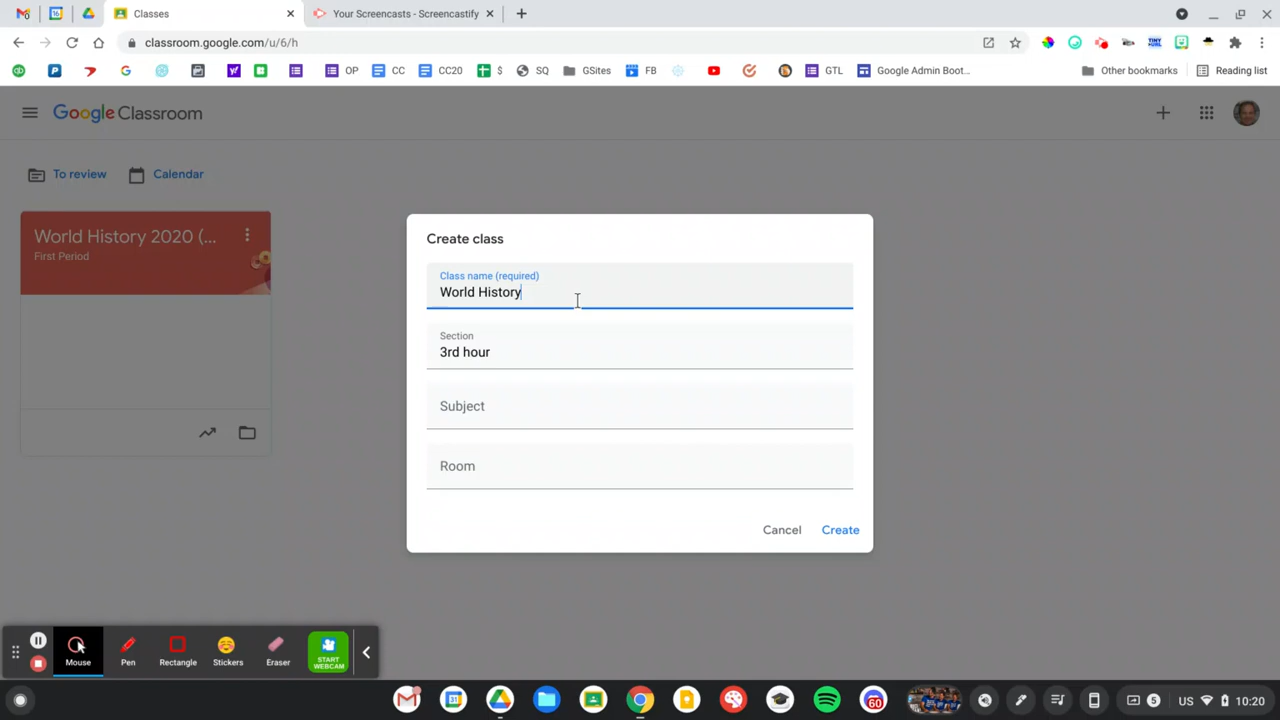 Classes
Your Screencasts - Screencastify
classroom.google.com/u/6/h
OP
CC
CC20
$
SQ
GSites
FB
GTL
Google Admin Boot...
Other bookmarks
Reading list
Google Classroom
To review
Calendar
World History 2020 (...
First Period
Create class
Class name (required)
World History
Section
3rd hour
Subject
Room
Cancel
Create
Mouse
Pen
Rectangle
Stickers
Eraser
START
WEBCAM
60
5
US
10:20